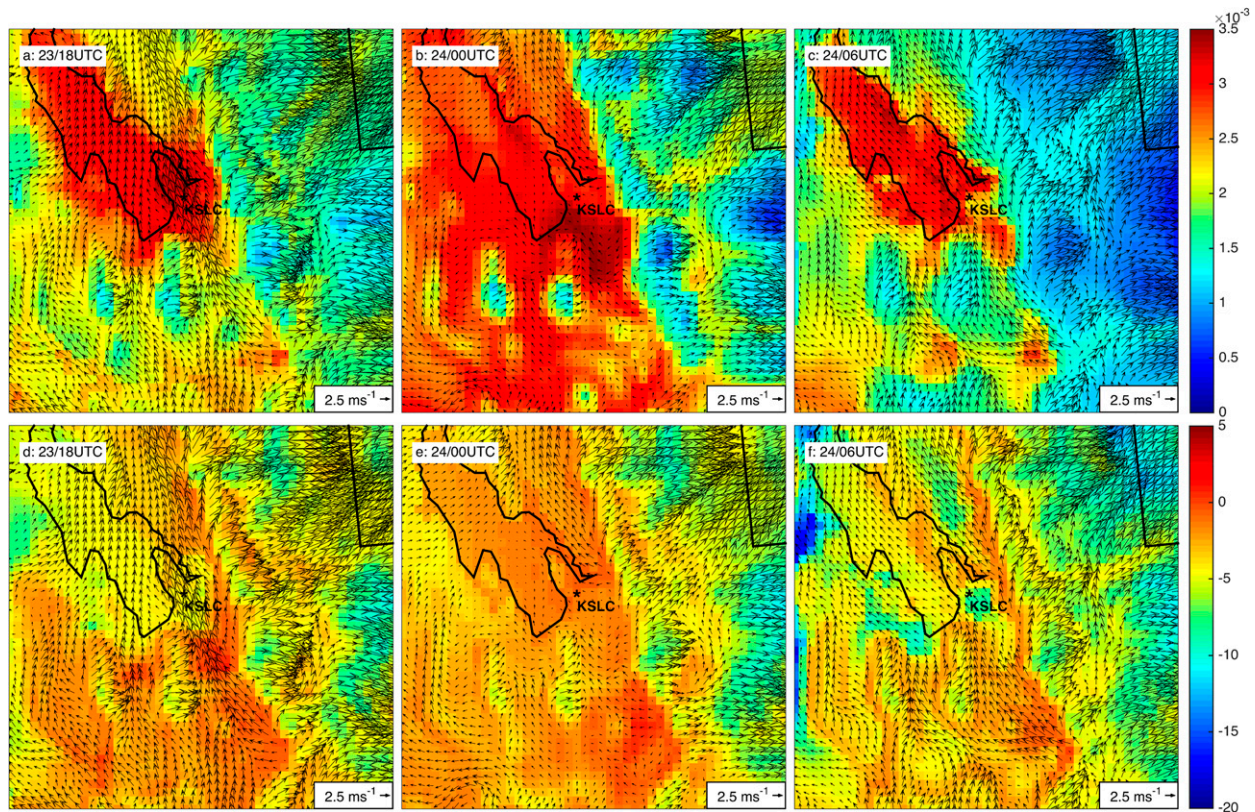 ×10⁻³
a: 23/18UTC
b: 24/00UTC
c: 24/06UTC
3.5
3
2.5
2
1.5
1
0.5
0
KSLC
KSLC
KSLC
2.5 ms⁻¹
2.5 ms⁻¹
2.5 ms⁻¹
d: 23/18UTC
e: 24/00UTC
f: 24/06UTC
5
0
-5
-10
-15
-20
KSLC
KSLC
KSLC
2.5 ms⁻¹
2.5 ms⁻¹
2.5 ms⁻¹